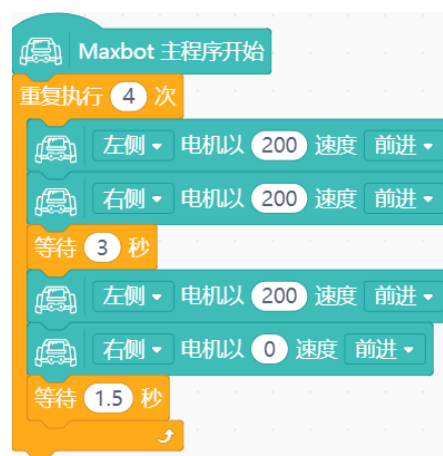 Maxbot 主程序开始
重复执行 4 次
左侧 电机以 200 速度 前进
右侧 电机以 200 速度 前进
等待 3 秒
左侧 电机以 200 速度 前进
右侧 电机以 0 速度 前进
等待 1.5 秒